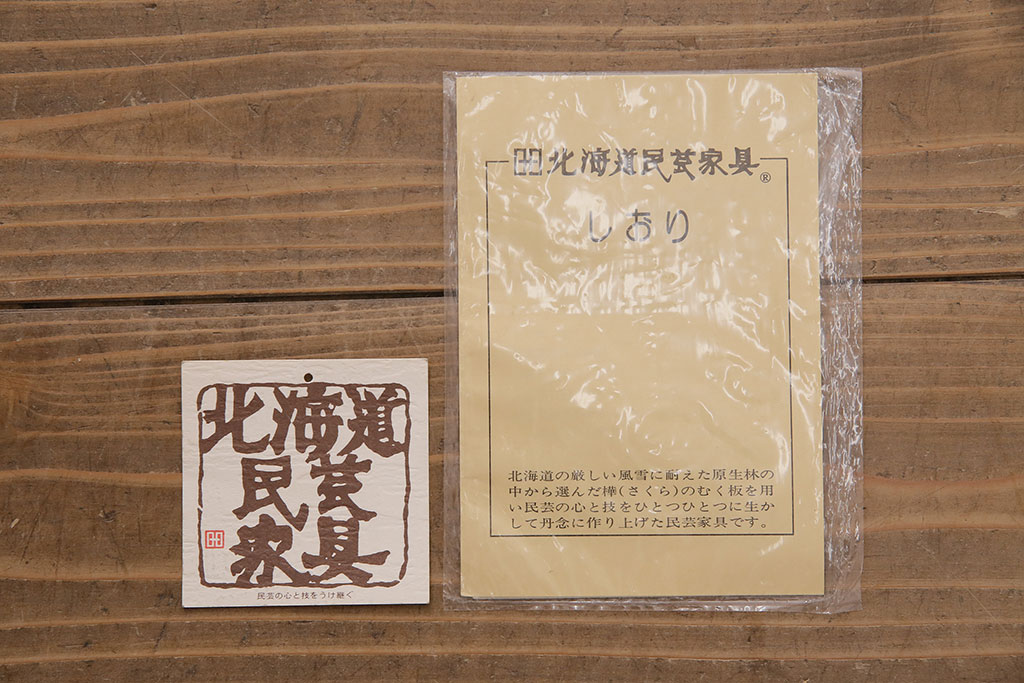 北海道民芸家具®
しおり
北海道の厳しい風雪に耐えた原生林の
中から選んだ樺(さくら)のむく板を用
い民芸の心と技をひとつひとつに生か
して丹念に作り上げた民芸家具です。
北海道
民芸
家具
民芸の心と技をうけ継ぐ